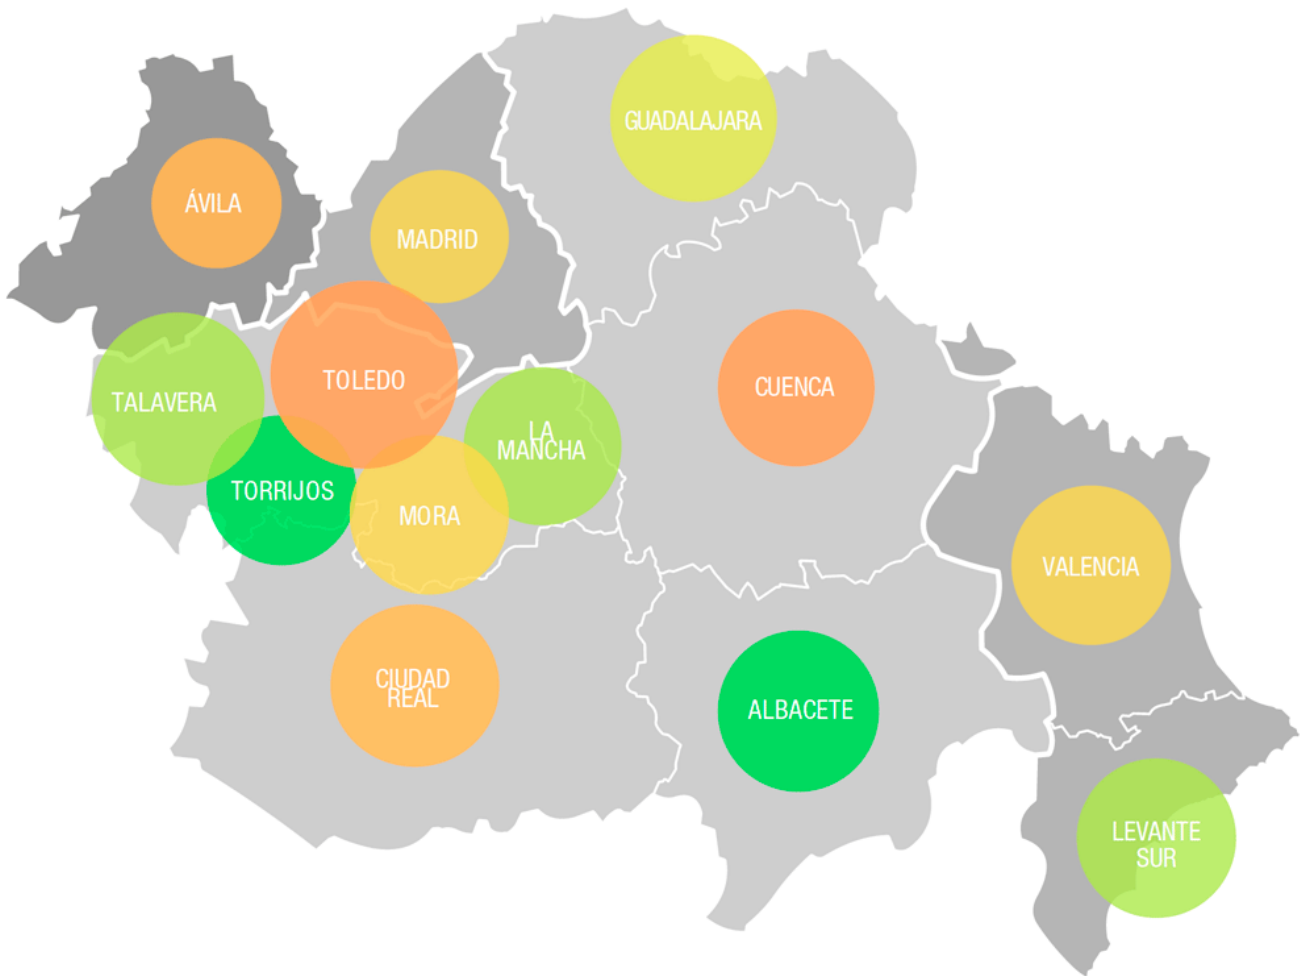 GUADALAJARA
ÁVILA
MADRID
TOLEDO
CUENCA
TALAVERA
LA
MANCHA
TORRIJOS
MORA
VALENCIA
CIUDAD
REAL
ALBACETE
LEVANTE
SUR